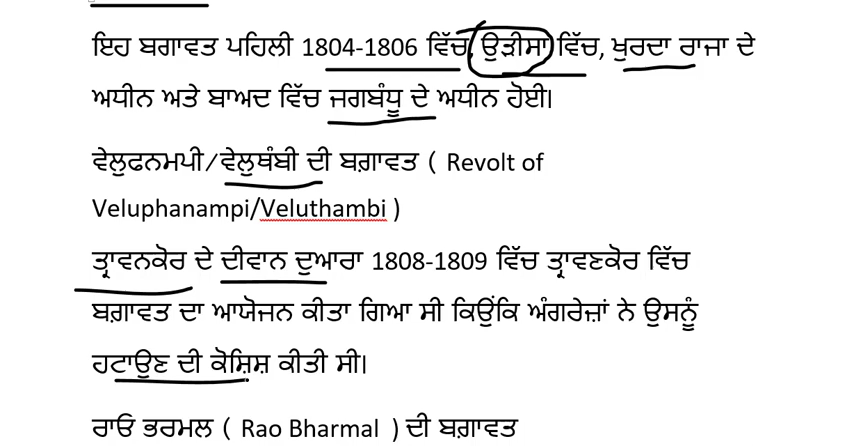 ਇਹ ਬਗਾਵਤ ਪਹਿਲੀ 1804-1806 ਵਿੱਚ, ਉੜੀਸਾ ਵਿੱਚ, ਖੁਰਦਾ ਰਾਜਾ ਦੇ
ਅਧੀਨ ਅਤੇ ਬਾਅਦ ਵਿੱਚ ਜਗਬੰਧੂ ਦੇ ਅਧੀਨ ਹੋਈ।
ਵੇਲੁਫਨਮਪੀ/ਵੇਲੁਥੰਬੀ ਦੀ ਬਗ਼ਾਵਤ ( Revolt of
Veluphanampi/Veluthambi )
ਤ੍ਰਾਵਨਕੋਰ ਦੇ ਦੀਵਾਨ ਦੁਆਰਾ 1808-1809 ਵਿੱਚ ਤ੍ਰਾਵਣਕੋਰ ਵਿੱਚ
ਬਗ਼ਾਵਤ ਦਾ ਆਯੋਜਨ ਕੀਤਾ ਗਿਆ ਸੀ ਕਿਉਂਕਿ ਅੰਗਰੇਜ਼ਾਂ ਨੇ ਉਸਨੂੰ
ਹਟਾਉਣ ਦੀ ਕੋਸ਼ਿਸ਼ ਕੀਤੀ ਸੀ।
ਰਾਓ ਭਰਮਲ ( Rao Bharmal ) ਦੀ ਬਗ਼ਾਵਤ